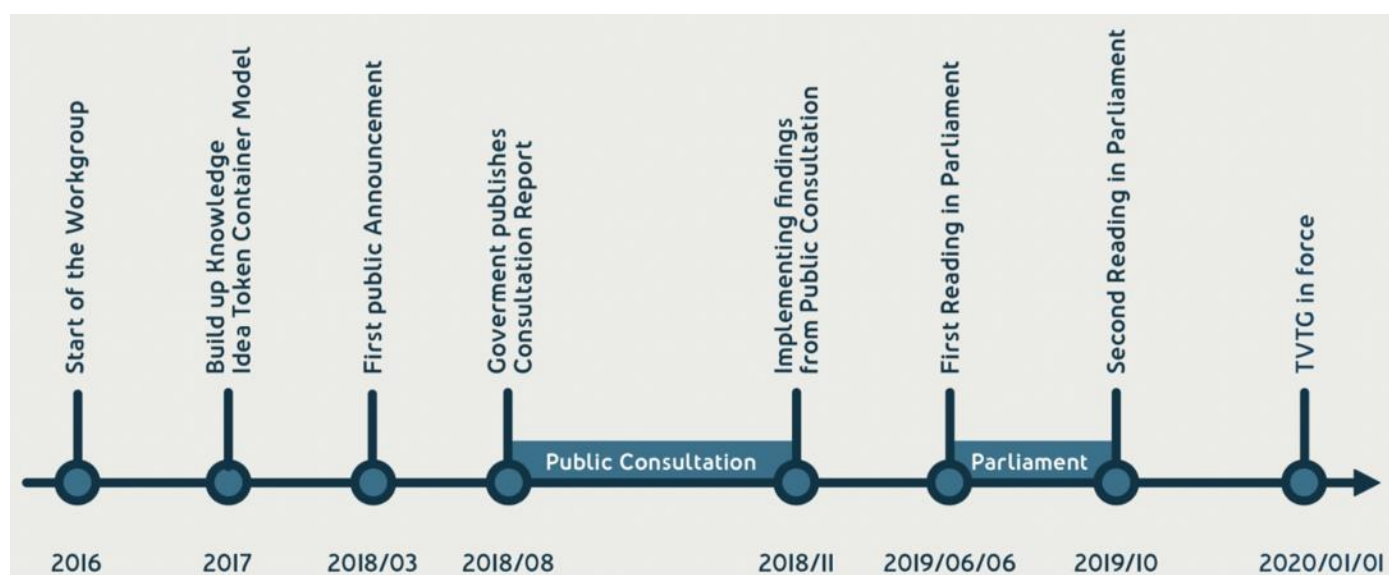 Start of the Workgroup
Build up Knowledge
Idea Token Container Model
First public Announcement
Goverment publishes
Consultation Report
Implementing findings
from Public Consultation
First Reading in Parliament
Second Reading in Parliament
TVTG in force
Public Consultation
Parliament
2016
2017
2018/03
2018/08
2018/11
2019/06/06
2019/10
2020/01/01